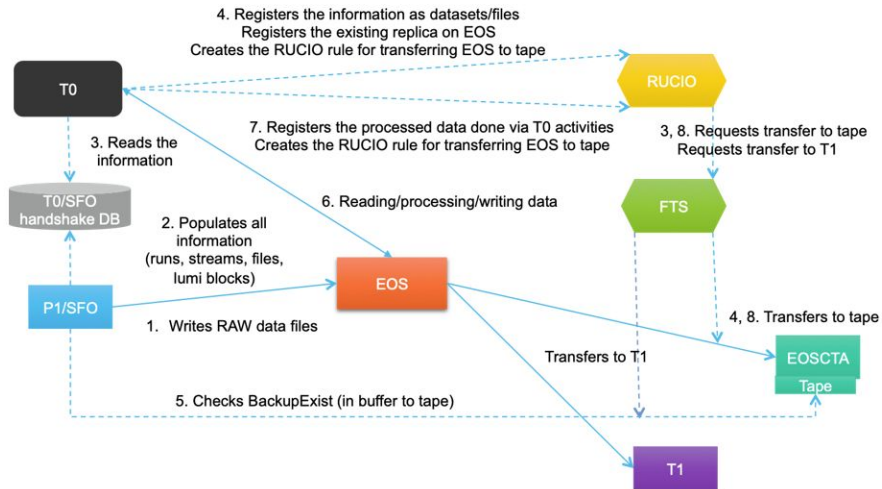 4. Registers the information as datasets/files
Registers the existing replica on EOS
Creates the RUCIO rule for transferring EOS to tape
T0
RUCIO
3. Reads the
information
7. Registers the processed data done via T0 activities
Creates the RUCIO rule for transferring EOS to tape
3, 8. Requests transfer to tape
Requests transfer to T1
T0/SFO
handshake DB
6. Reading/processing/writing data
FTS
2. Populates all
information
(runs, streams, files,
lumi blocks)
EOS
P1/SFO
1. Writes RAW data files
4, 8. Transfers to tape
Transfers to T1
EOSCTA
Tape
5. Checks BackupExist (in buffer to tape)
T1